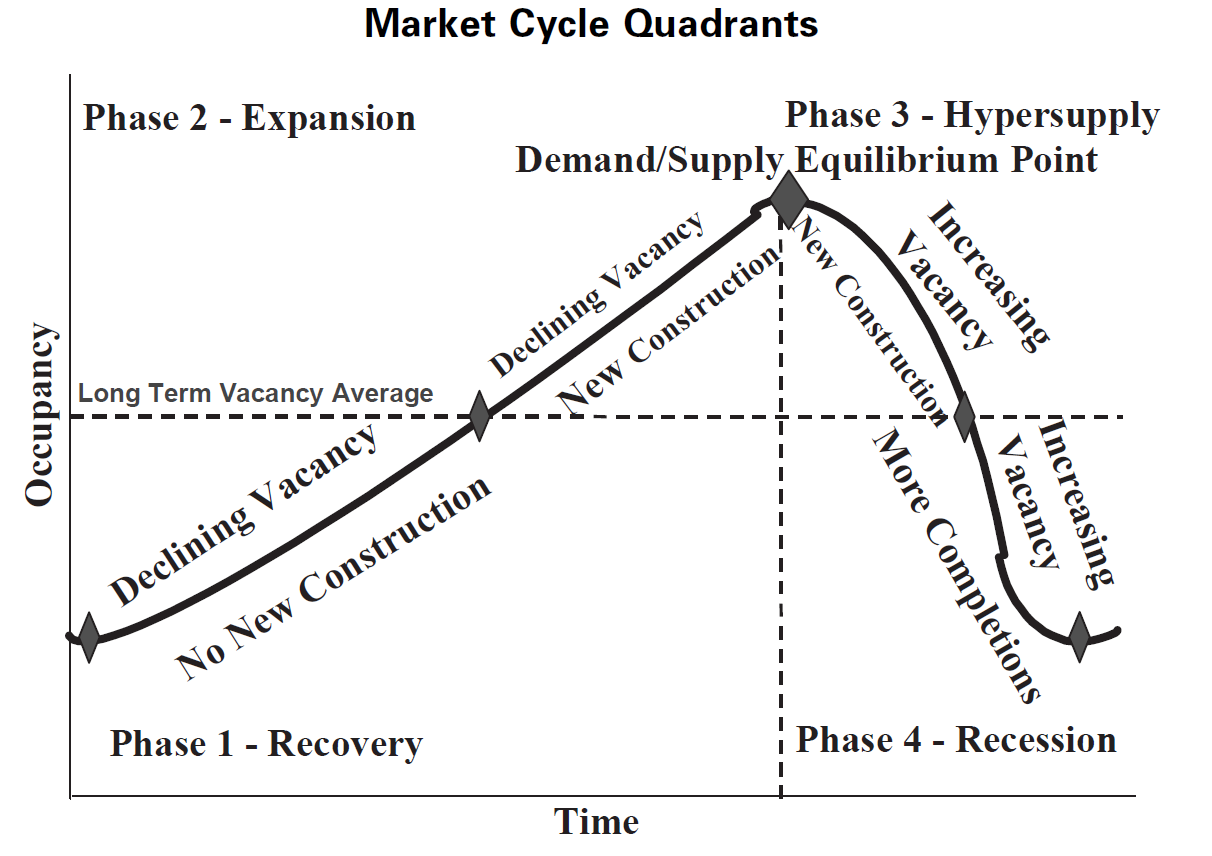 Market Cycle Quadrants
Phase 2 - Expansion
Phase 3 - Hypersupply
Demand/Supply Equilibrium Point
Declining Vacancy
New Construction
New Construction
Increasing
Vacancy
Long Term Vacancy Average
Occupancy
Declining Vacancy
No New Construction
More Completions
Increasing
Vacancy
Phase 1 - Recovery
Phase 4 - Recession
Time